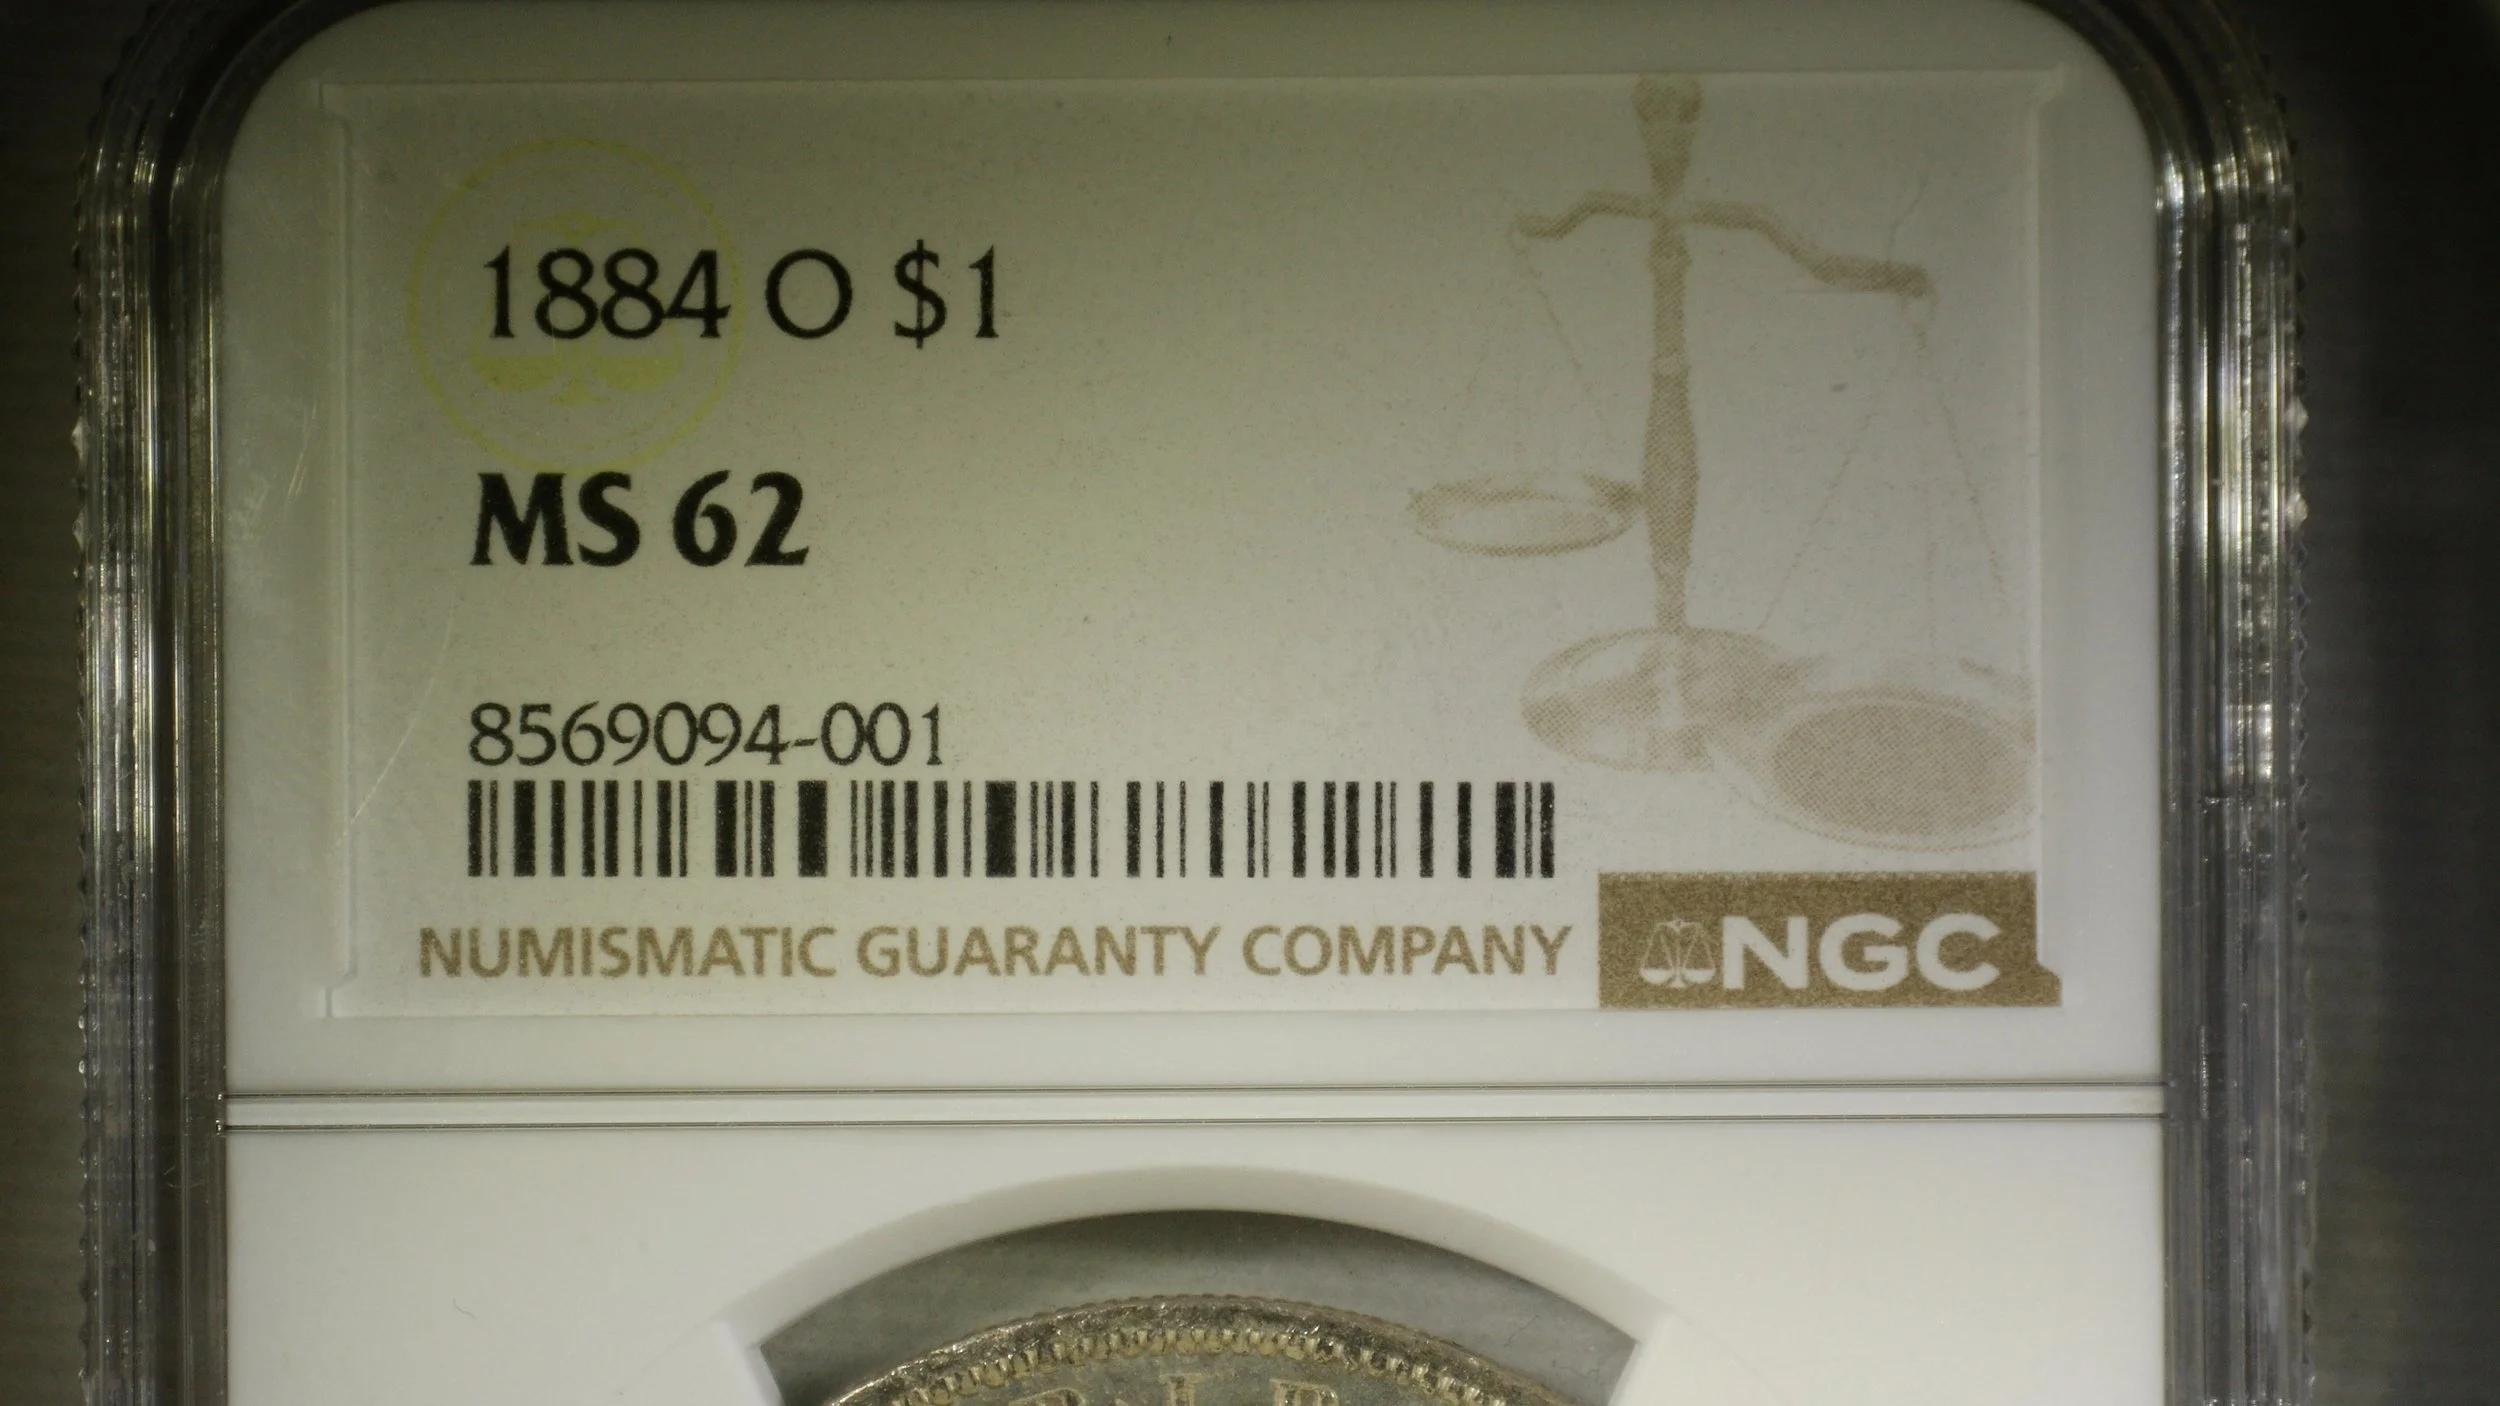 1884 O $1
MS 62
8569094-001
NUMISMATIC GUARANTY COMPANY
NGC